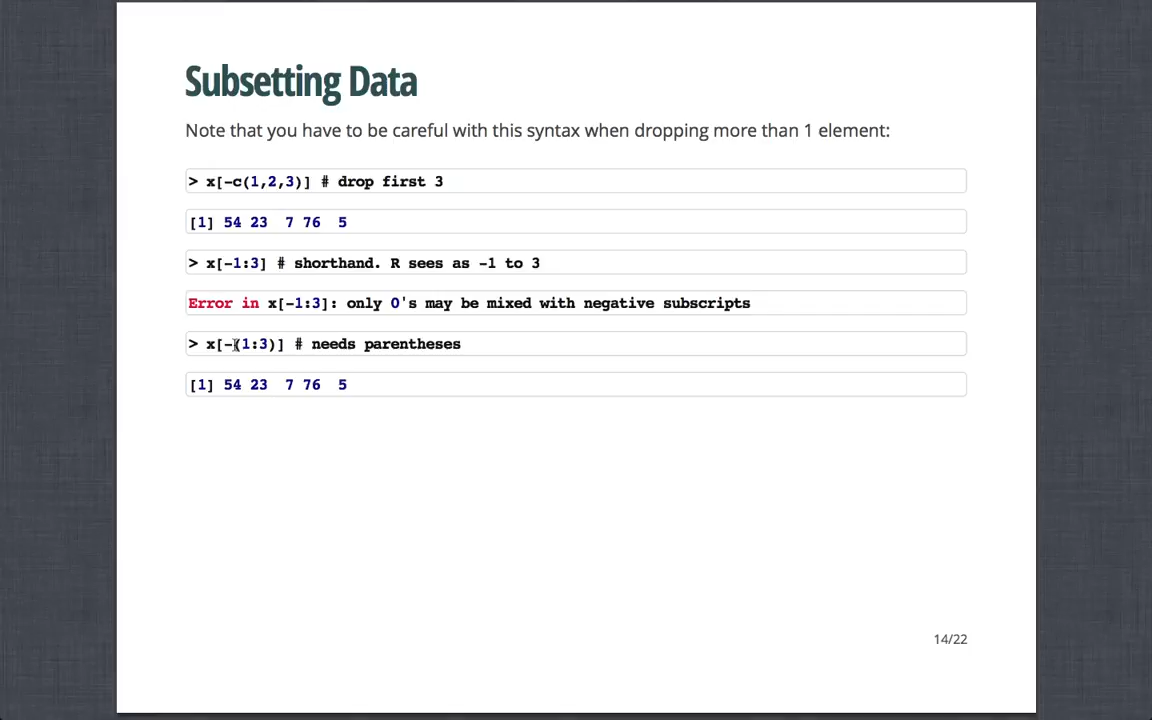 Subsetting Data
Note that you have to be careful with this syntax when dropping more than 1 element:
> x[-c(1,2,3)] # drop first 3
[1] 54 23  7 76  5
> x[-1:3] # shorthand. R sees as -1 to 3
Error in x[-1:3]: only 0's may be mixed with negative subscripts
> x[-(1:3)] # needs parentheses
[1] 54 23  7 76  5
14/22